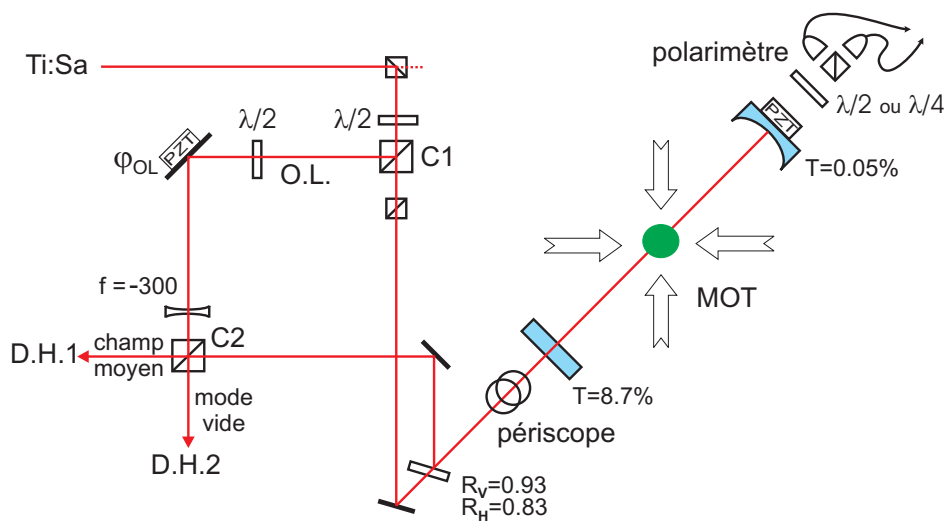 Ti:Sa
polarimètre
λ/2 ou λ/4
PZT
T=0.05%
λ/2
λ/2
PZT
φOL
O.L.
C1
MOT
f = -300
C2
D.H.1
champ
moyen
mode
vide
D.H.2
T=8.7%
périscope
RV=0.93
RH=0.83